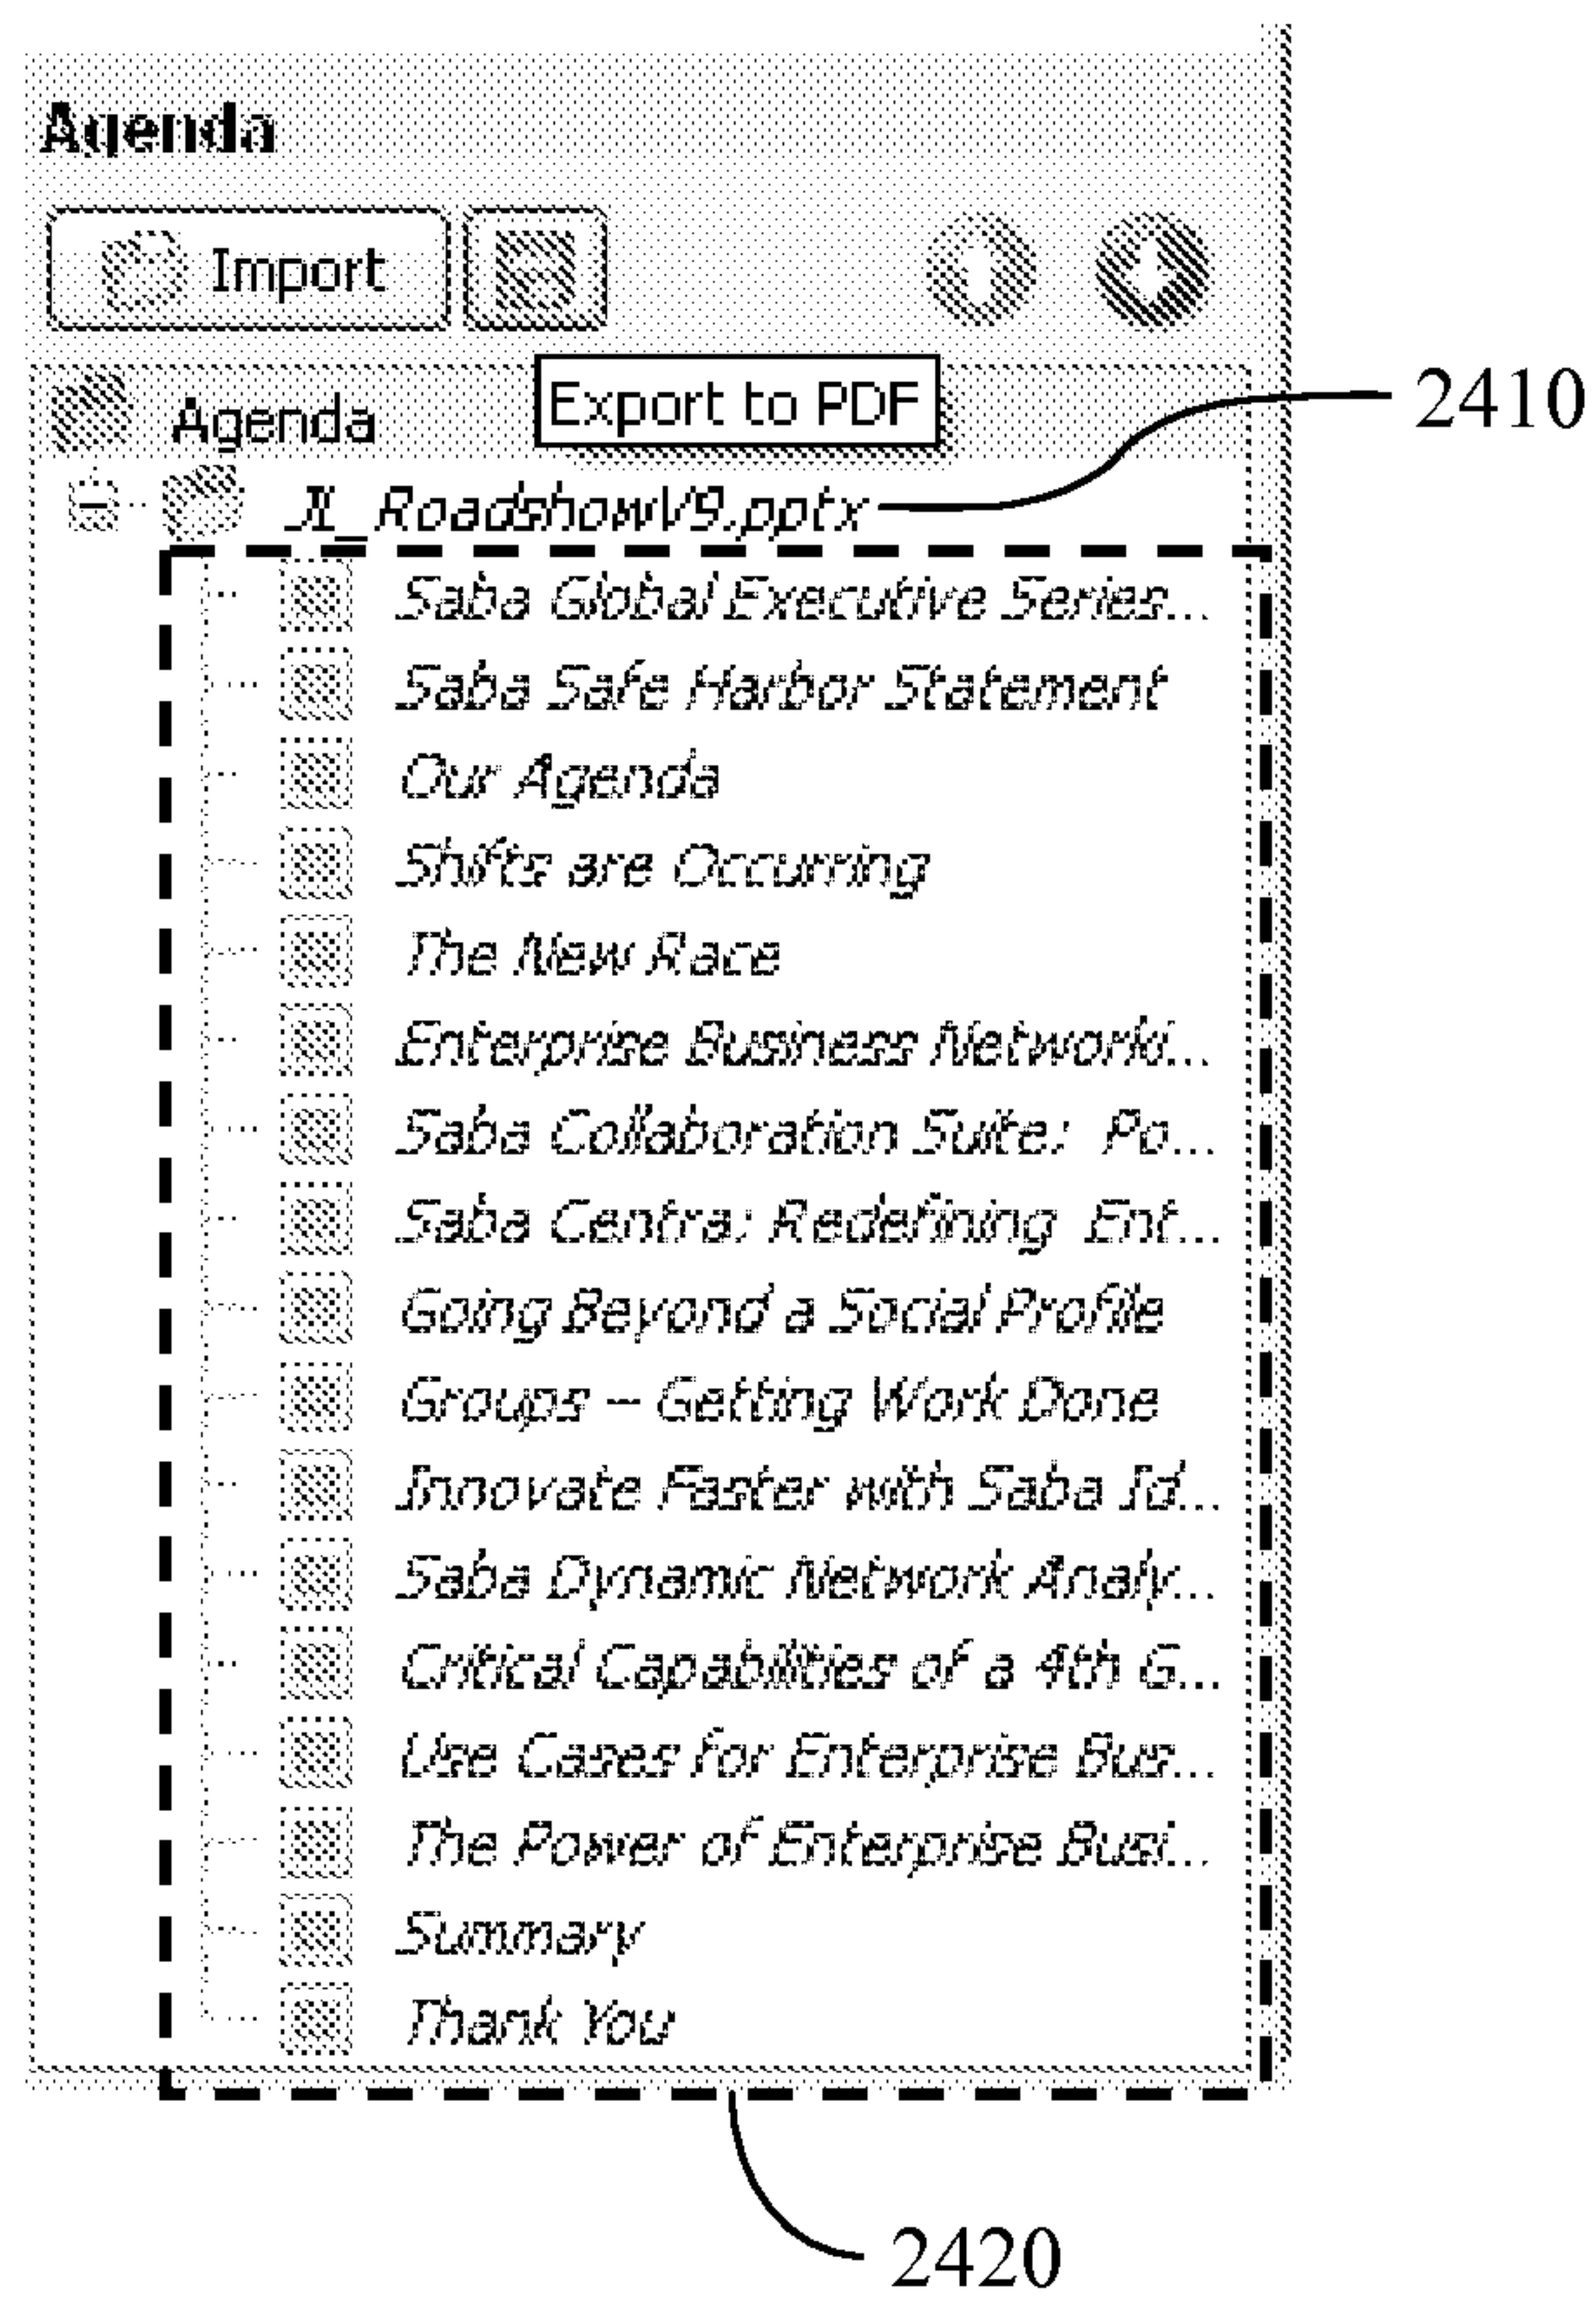 Agenda
Import
Export to PDF
2410
Agenda
JL_RoadshowV9.pptx
Saba Global Executive Series...
Saba Safe Harbor Statement
Our Agenda
Shifts are Occurring
The New Race
Enterprise Business Networki...
Saba Collaboration Suite:  Po...
Saba Centra: Redefining  Ent...
Going Beyond a Social Profile
Groups – Getting Work Done
Innovate Faster with Saba Id...
Saba Dynamic Network Analy...
Critical Capabilities of a 4th G...
Use Cases for Enterprise Bus...
The Power of Enterprise Busi...
Summary
Thank You
2420